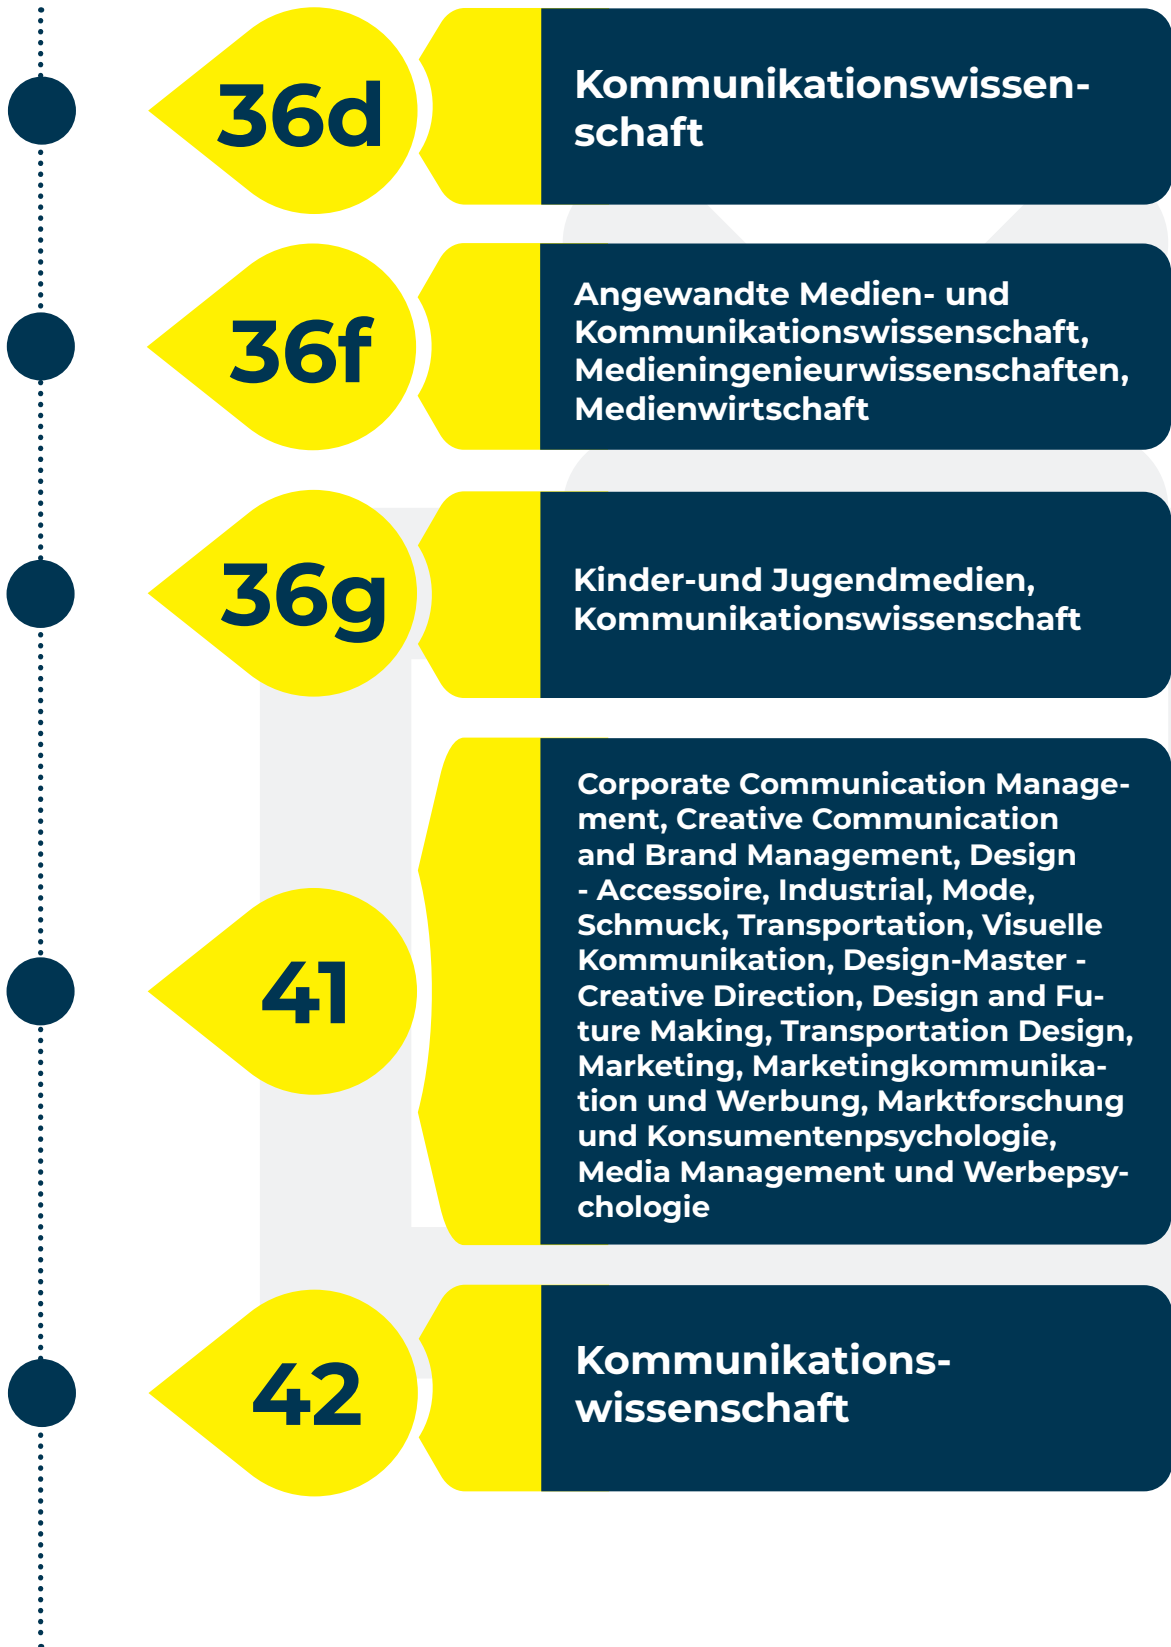 36d
Kommunikationswissen-
schaft
36f
Angewandte Medien- und
Kommunikationswissenschaft,
Medieningenieurwissenschaften,
Medienwirtschaft
36g
Kinder-und Jugendmedien,
Kommunikationswissenschaft
41
Corporate Communication Manage-
ment, Creative Communication
and Brand Management, Design
- Accessoire, Industrial, Mode,
Schmuck, Transportation, Visuelle
Kommunikation, Design-Master -
Creative Direction, Design and Fu-
ture Making, Transportation Design,
Marketing, Marketingkommunika-
tion und Werbung, Marktforschung
und Konsumentenpsychologie,
Media Management und Werbepsy-
chologie
42
Kommunikations-
wissenschaft